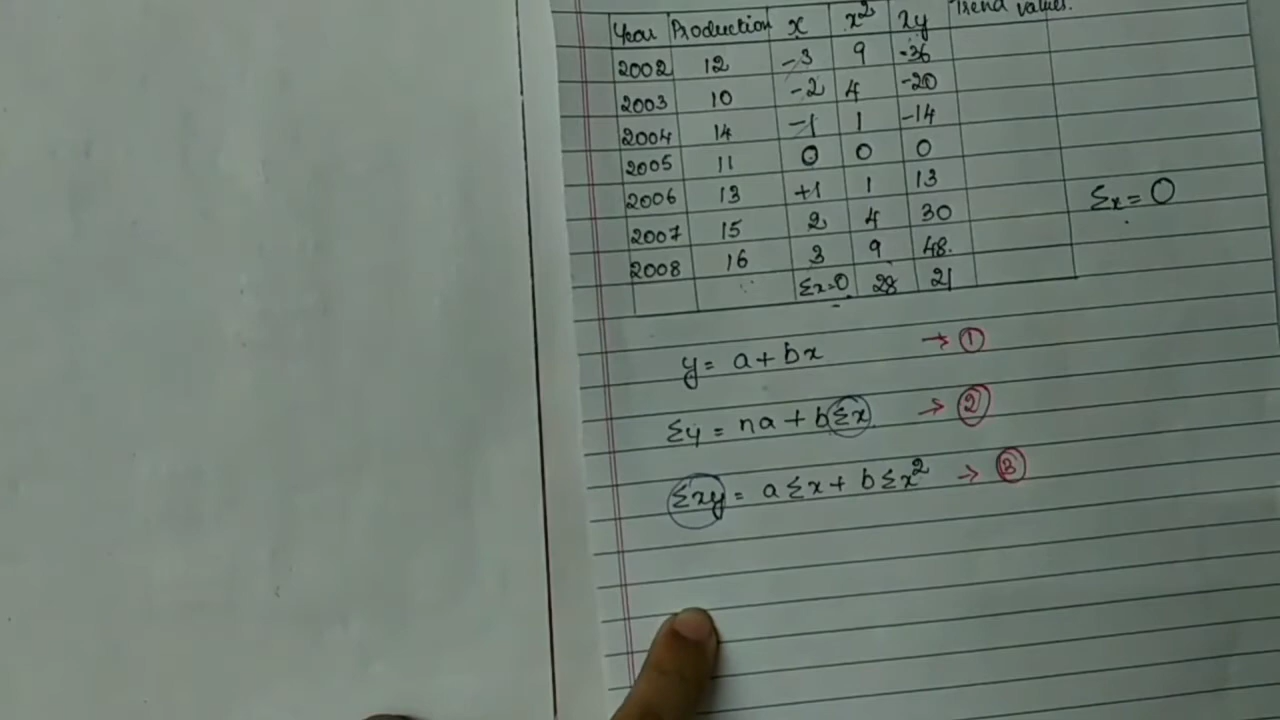 Year Production x x² xy Trend values.
2002 12 -3 9 -36
2003 10 -2 4 -20
2004 14 -1 1 -14
2005 11 0 0 0
2006 13 +1 1 13
2007 15 2 4 30
2008 16 3 9 48.
Σx=0 28 21
Σx = 0
y = a + bx → ①
Σy = na + bΣx → ②
Σxy = aΣx + bΣx² → ③